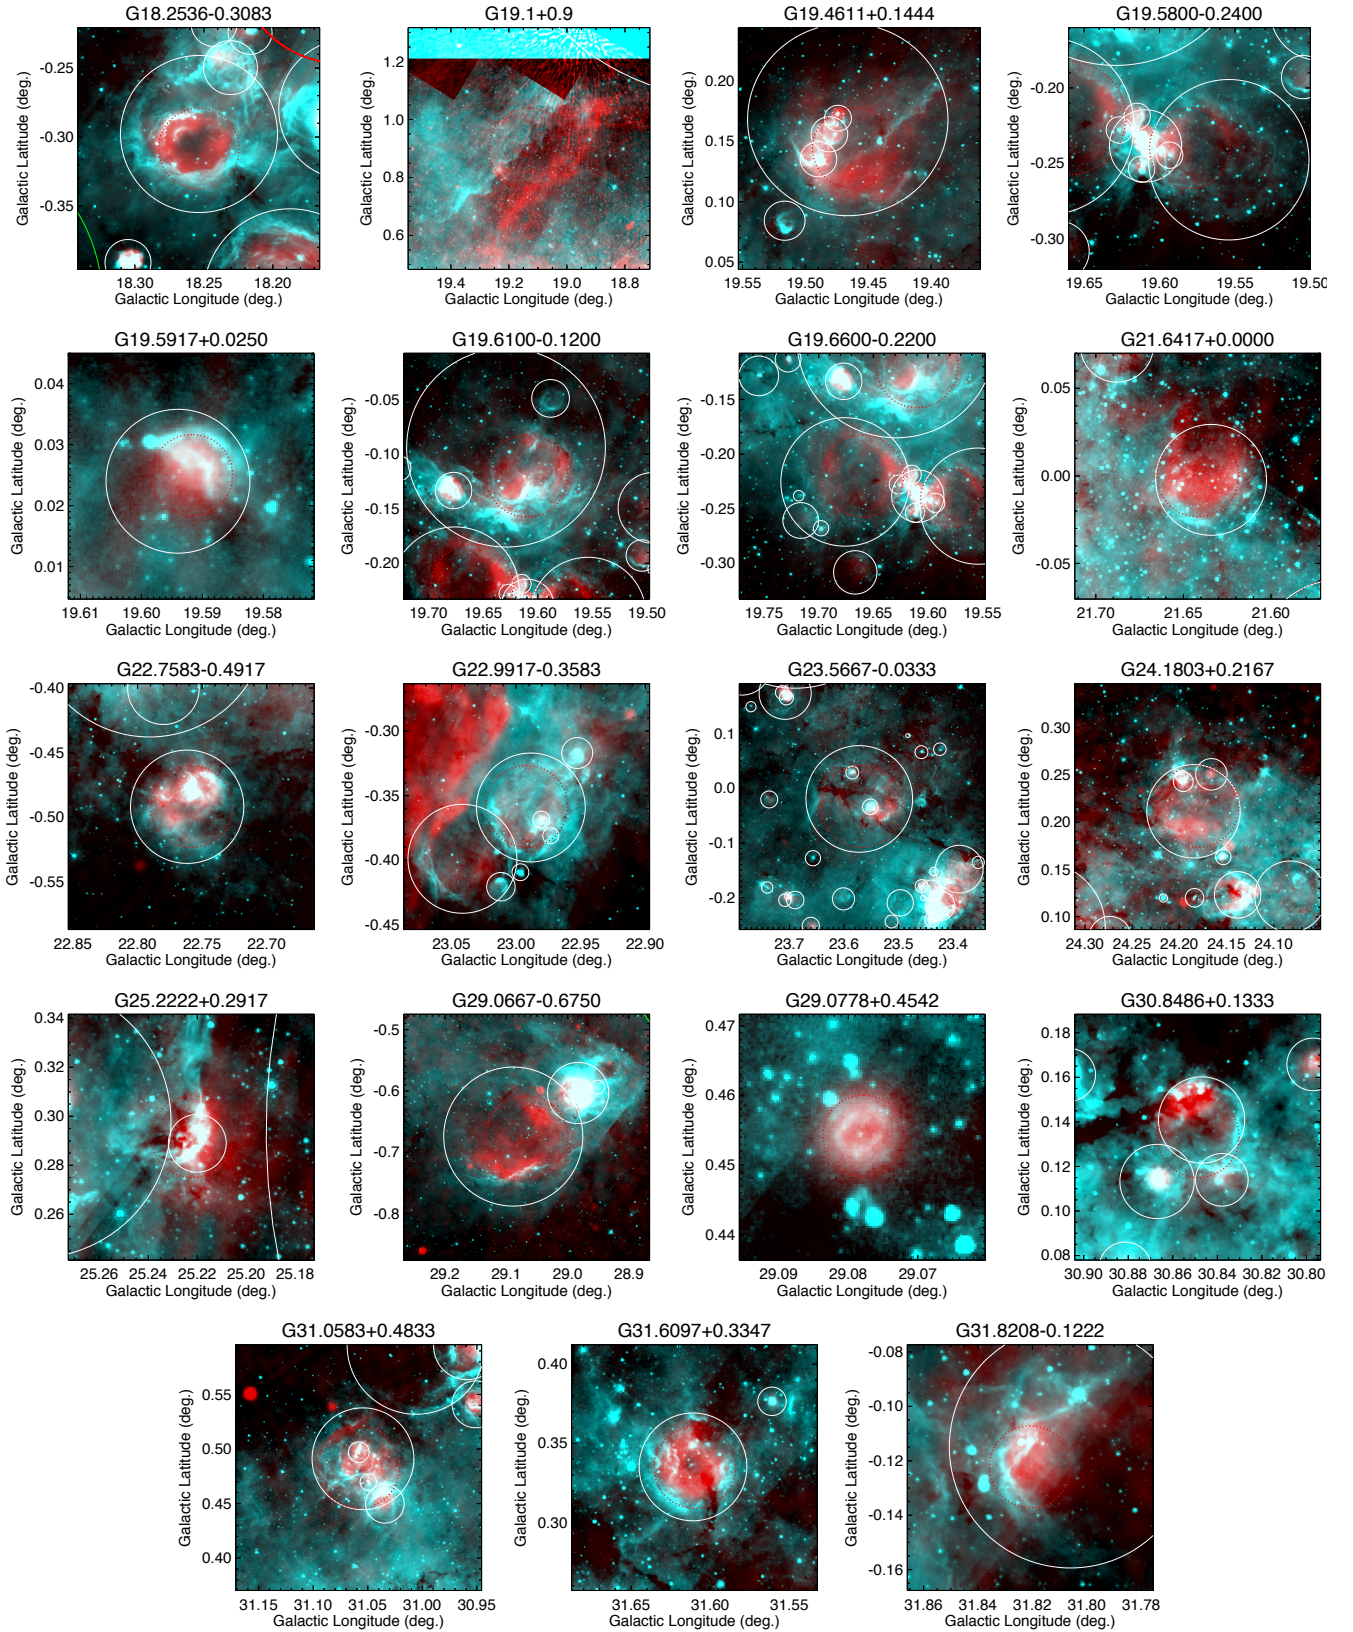 G18.2536-0.3083
G19.1+0.9
G19.4611+0.1444
G19.5800-0.2400
Galactic Latitude (deg.)
-0.25
-0.30
-0.35
18.30 18.25 18.20
Galactic Longitude (deg.)
Galactic Latitude (deg.)
1.2
1.0
0.8
0.6
19.4 19.2 19.0 18.8
Galactic Longitude (deg.)
Galactic Latitude (deg.)
0.20
0.15
0.10
0.05
19.55 19.50 19.45 19.40
Galactic Longitude (deg.)
Galactic Latitude (deg.)
-0.20
-0.25
-0.30
19.65 19.60 19.55 19.50
Galactic Longitude (deg.)
G19.5917+0.0250
G19.6100-0.1200
G19.6600-0.2200
G21.6417+0.0000
Galactic Latitude (deg.)
0.04
0.03
0.02
0.01
19.61 19.60 19.59 19.58
Galactic Longitude (deg.)
Galactic Latitude (deg.)
-0.05
-0.10
-0.15
-0.20
19.70 19.65 19.60 19.55 19.50
Galactic Longitude (deg.)
Galactic Latitude (deg.)
-0.15
-0.20
-0.25
-0.30
19.75 19.70 19.65 19.60 19.55
Galactic Longitude (deg.)
Galactic Latitude (deg.)
0.05
0.00
-0.05
21.70 21.65 21.60
Galactic Longitude (deg.)
G22.7583-0.4917
G22.9917-0.3583
G23.5667-0.0333
G24.1803+0.2167
Galactic Latitude (deg.)
-0.40
-0.45
-0.50
-0.55
22.85 22.80 22.75 22.70
Galactic Longitude (deg.)
Galactic Latitude (deg.)
-0.30
-0.35
-0.40
-0.45
23.05 23.00 22.95 22.90
Galactic Longitude (deg.)
Galactic Latitude (deg.)
0.1
0.0
-0.1
-0.2
23.7 23.6 23.5 23.4
Galactic Longitude (deg.)
Galactic Latitude (deg.)
0.30
0.25
0.20
0.15
0.10
24.30 24.25 24.20 24.15 24.10
Galactic Longitude (deg.)
G25.2222+0.2917
G29.0667-0.6750
G29.0778+0.4542
G30.8486+0.1333
Galactic Latitude (deg.)
0.34
0.32
0.30
0.28
0.26
25.26 25.24 25.22 25.20 25.18
Galactic Longitude (deg.)
Galactic Latitude (deg.)
-0.5
-0.6
-0.7
-0.8
29.2 29.1 29.0 28.9
Galactic Longitude (deg.)
Galactic Latitude (deg.)
0.47
0.46
0.45
0.44
29.09 29.08 29.07
Galactic Longitude (deg.)
Galactic Latitude (deg.)
0.18
0.16
0.14
0.12
0.10
0.08
30.90 30.88 30.86 30.84 30.82 30.80
Galactic Longitude (deg.)
G31.0583+0.4833
G31.6097+0.3347
G31.8208-0.1222
Galactic Latitude (deg.)
0.55
0.50
0.45
0.40
31.15 31.10 31.05 31.00 30.95
Galactic Longitude (deg.)
Galactic Latitude (deg.)
0.40
0.35
0.30
31.65 31.60 31.55
Galactic Longitude (deg.)
Galactic Latitude (deg.)
-0.08
-0.10
-0.12
-0.14
-0.16
31.86 31.84 31.82 31.80 31.78
Galactic Longitude (deg.)